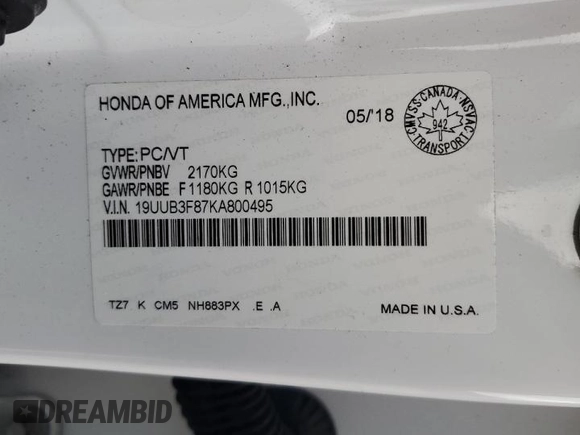 HONDA OF AMERICA MFG.,INC.
05/'18
CMVSS·CANADA·NSVAC
942
TRANSPORT
TYPE:PC/VT
GVWR/PNBV 2170KG
GAWR/PNBE F1180KG R1015KG
V.I.N. 19UUB3F87KA800495
TZ7 K CM5 NH883PX .E .A
MADE IN U.S.A.
DREAMBID